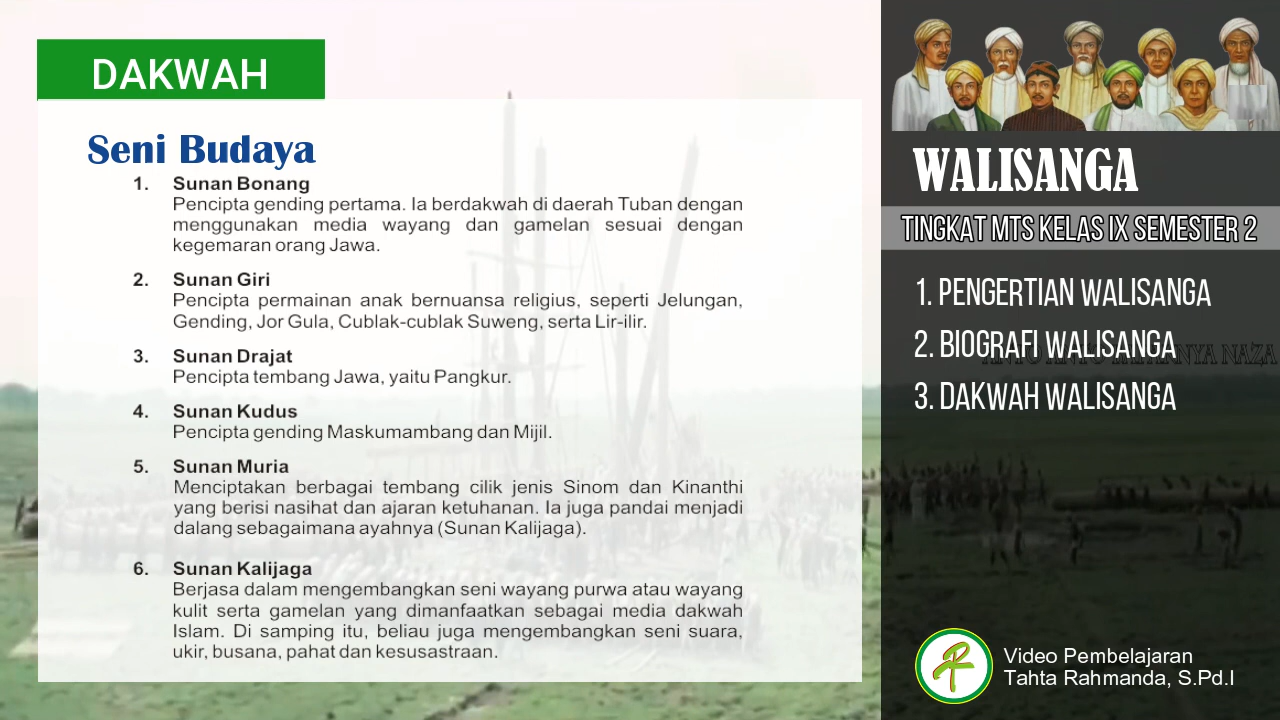 DAKWAH
Seni Budaya
1. Sunan Bonang
Pencipta gending pertama. Ia berdakwah di daerah Tuban dengan
menggunakan media wayang dan gamelan sesuai dengan
kegemaran orang Jawa.
2. Sunan Giri
Pencipta permainan anak bernuansa religius, seperti Jelungan,
Gending, Jor Gula, Cublak-cublak Suweng, serta Lir-ilir.
3. Sunan Drajat
Pencipta tembang Jawa, yaitu Pangkur.
4. Sunan Kudus
Pencipta gending Maskumambang dan Mijil.
5. Sunan Muria
Menciptakan berbagai tembang cilik jenis Sinom dan Kinanthi
yang berisi nasihat dan ajaran ketuhanan. Ia juga pandai menjadi
dalang sebagaimana ayahnya (Sunan Kalijaga).
6. Sunan Kalijaga
Berjasa dalam mengembangkan seni wayang purwa atau wayang
kulit serta gamelan yang dimanfaatkan sebagai media dakwah
Islam. Di samping itu, beliau juga mengembangkan seni suara,
ukir, busana, pahat dan kesusastraan.
WALISANGA
TINGKAT MTS KELAS IX SEMESTER 2
1. PENGERTIAN WALISANGA
2. BIOGRAFI WALISANGA
3. DAKWAH WALISANGA
Video Pembelajaran
Tahta Rahmanda, S.Pd.I